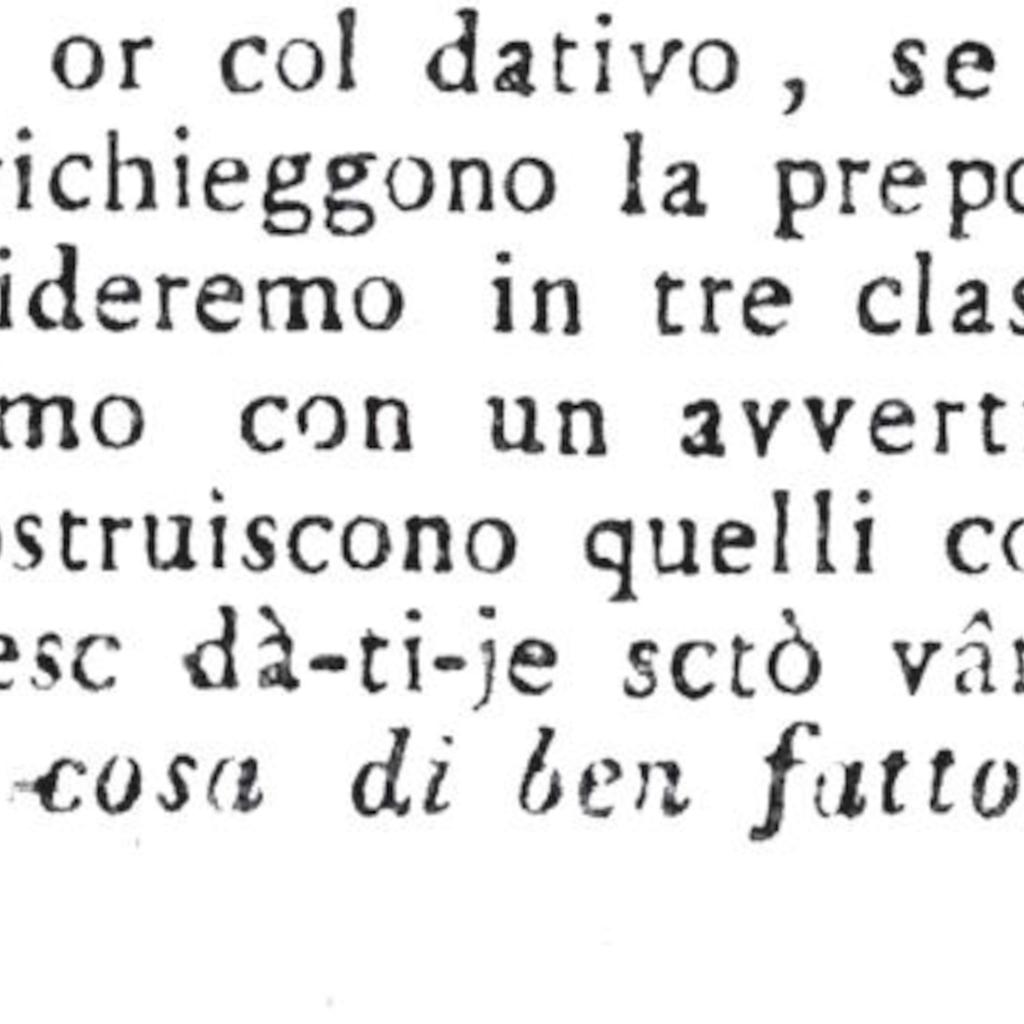 or col dativo, se
richieggono la prepo
ideremo in tre clas
mo con un avverti
ostruiscono quelli co
esc dà-ti-je sctò vân
cosa di ben fatto